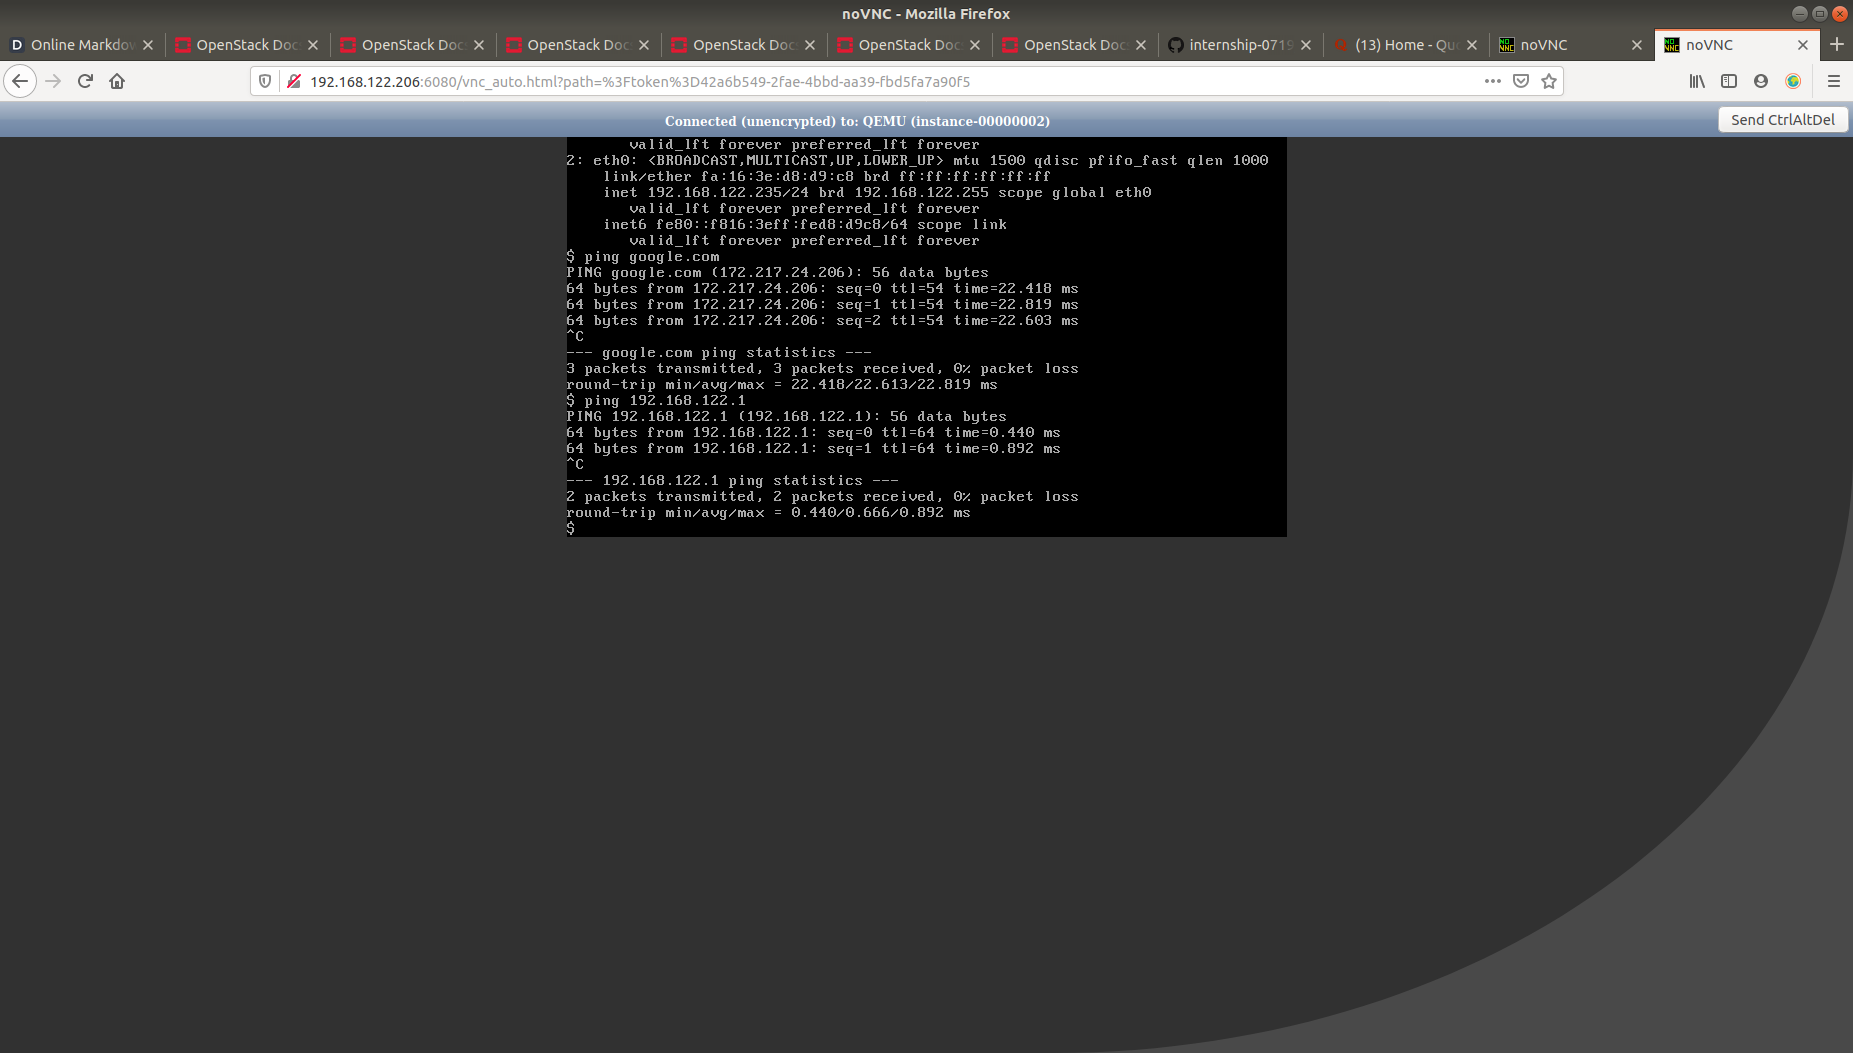 noVNC - Mozilla Firefox
Online Markdow
OpenStack Doc
OpenStack Doc
OpenStack Doc
OpenStack Doc
OpenStack Doc
OpenStack Doc
internship-0719
(13) Home - Quo
noVNC
noVNC
192.168.122.206:6080/vnc_auto.html?path=%3Ftoken%3D42a6b549-2fae-4bbd-aa39-fbd5fa7a90f5
Connected (unencrypted) to: QEMU (instance-00000002)
Send CtrlAltDel
valid_lft forever preferred_lft forever
2: eth0: <BROADCAST,MULTICAST,UP,LOWER_UP> mtu 1500 qdisc pfifo_fast qlen 1000
link/ether fa:16:3e:d8:d9:c8 brd ff:ff:ff:ff:ff:ff
inet 192.168.122.235/24 brd 192.168.122.255 scope global eth0
valid_lft forever preferred_lft forever
inet6 fe80::f816:3eff:fed8:d9c8/64 scope link
valid_lft forever preferred_lft forever
$ ping google.com
PING google.com (172.217.24.206): 56 data bytes
64 bytes from 172.217.24.206: seq=0 ttl=54 time=22.418 ms
64 bytes from 172.217.24.206: seq=1 ttl=54 time=22.819 ms
64 bytes from 172.217.24.206: seq=2 ttl=54 time=22.603 ms
^C
--- google.com ping statistics ---
3 packets transmitted, 3 packets received, 0% packet loss
round-trip min/avg/max = 22.418/22.613/22.819 ms
$ ping 192.168.122.1
PING 192.168.122.1 (192.168.122.1): 56 data bytes
64 bytes from 192.168.122.1: seq=0 ttl=64 time=0.440 ms
64 bytes from 192.168.122.1: seq=1 ttl=64 time=0.892 ms
^C
--- 192.168.122.1 ping statistics ---
2 packets transmitted, 2 packets received, 0% packet loss
round-trip min/avg/max = 0.440/0.666/0.892 ms
$